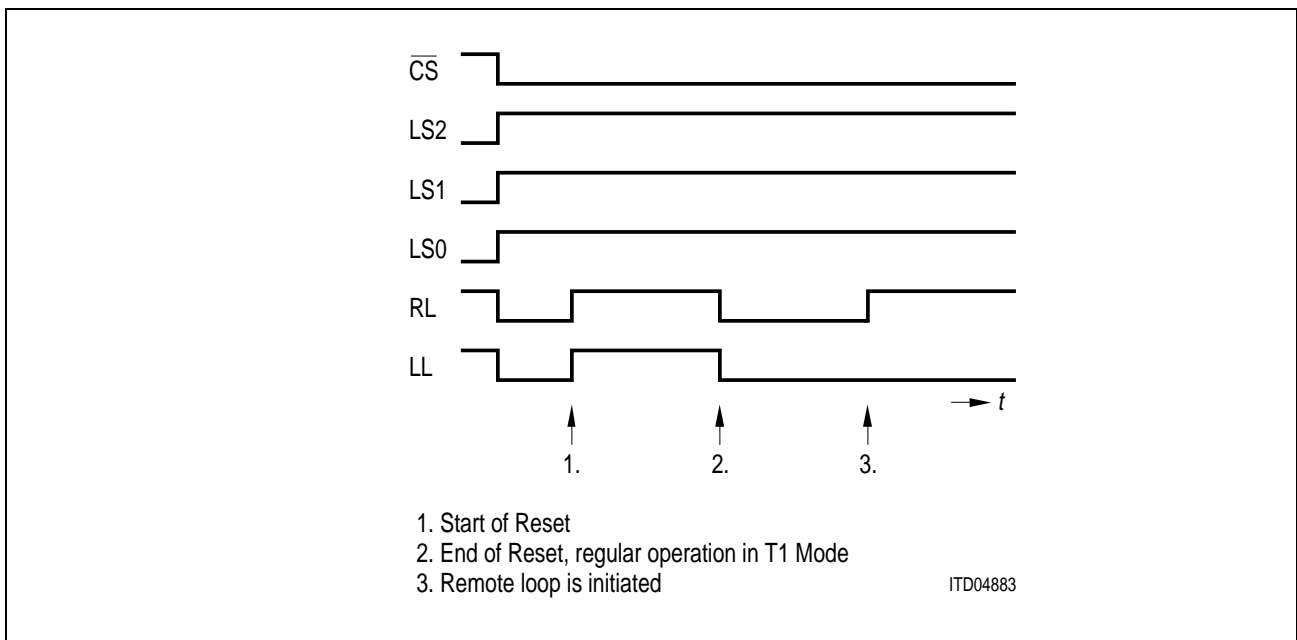 CS
LS2
LS1
LS0
RL
LL
t
1. 2. 3.
1. Start of Reset
2. End of Reset, regular operation in T1 Mode
3. Remote loop is initiated
ITD04883